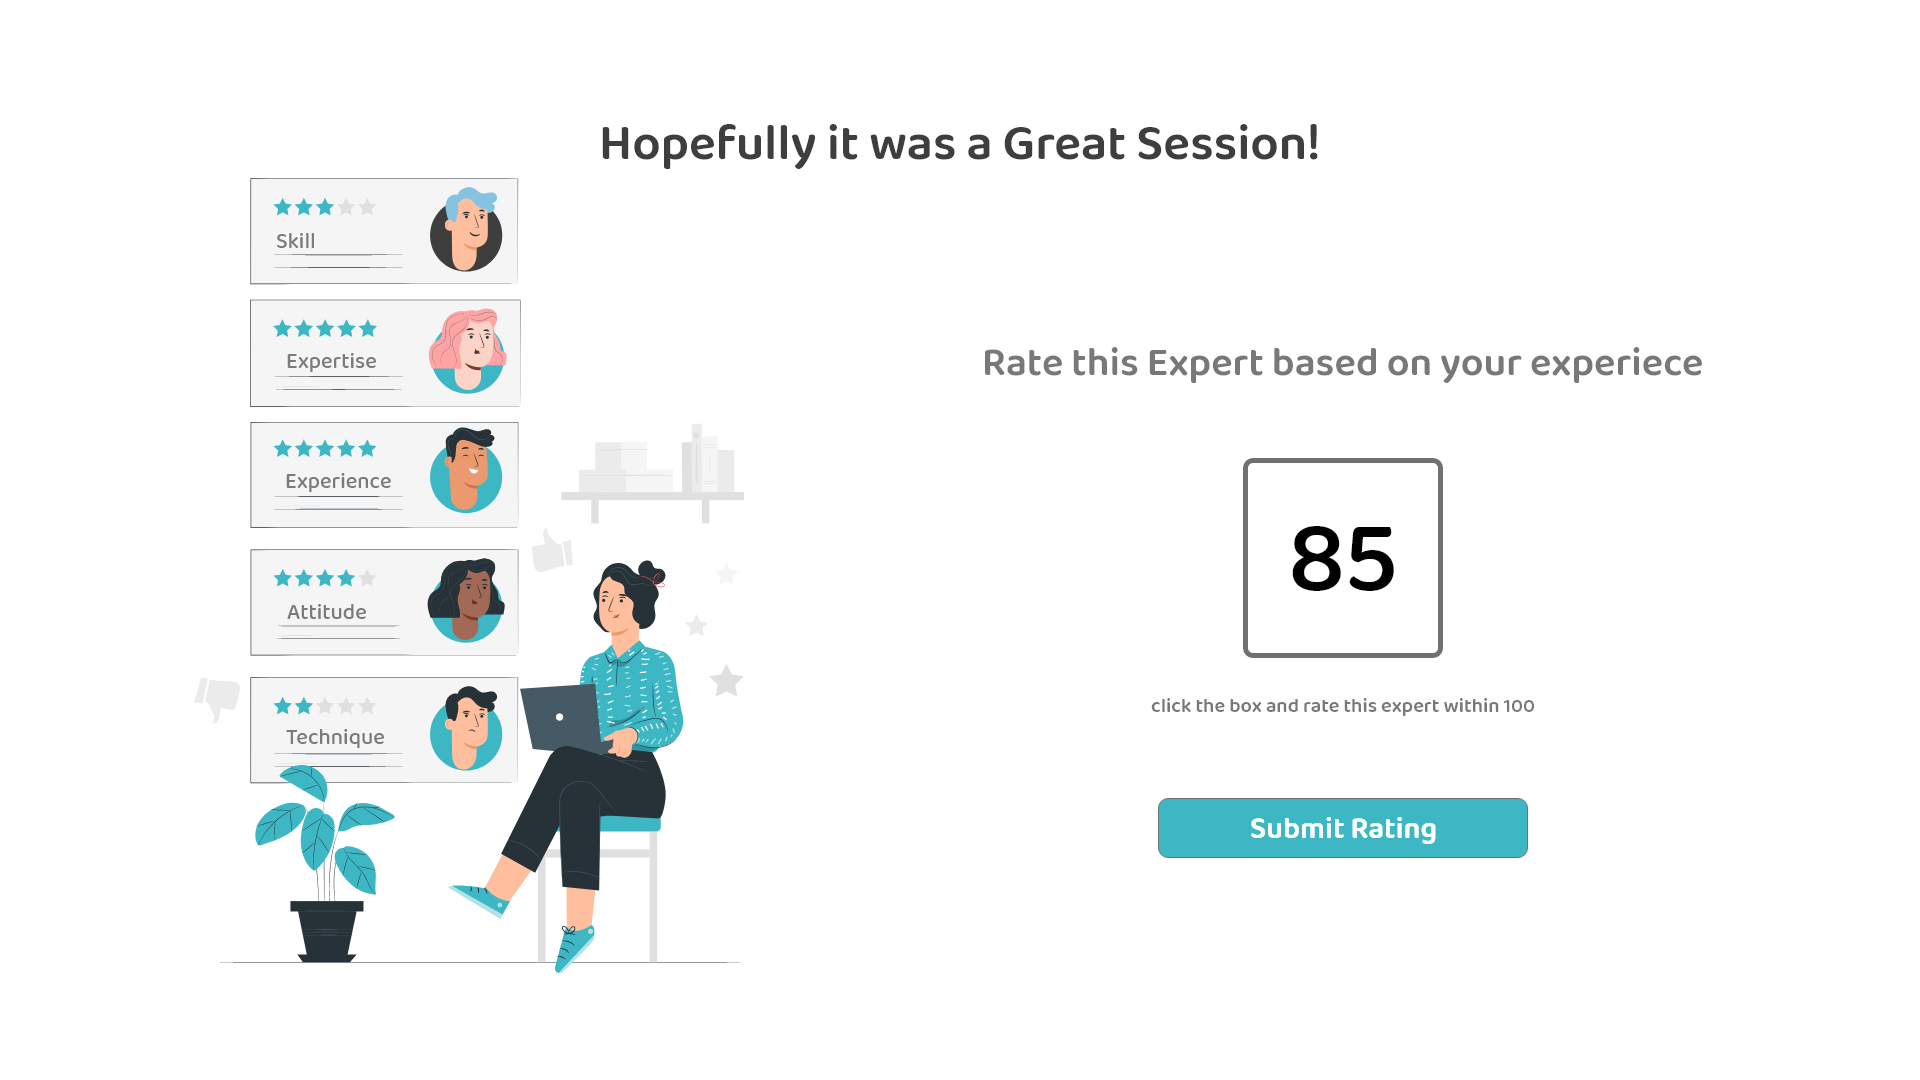 Hopefully it was a Great Session!
Skill
Expertise
Experience
Attitude
Technique
Rate this Expert based on your experiece
85
click the box and rate this expert within 100
Submit Rating